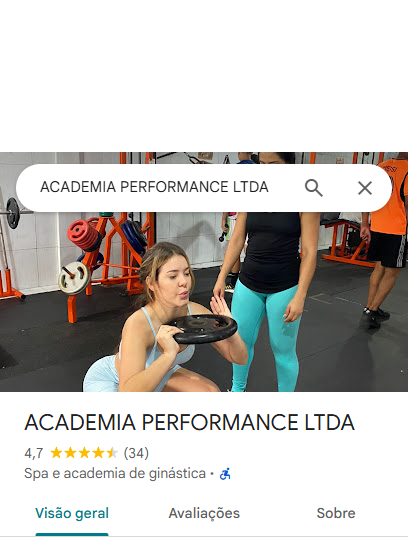 ACADEMIA PERFORMANCE LTDA
ACADEMIA PERFORMANCE LTDA
4,7 (34)
Spa e academia de ginástica ·
Visão geral Avaliações Sobre